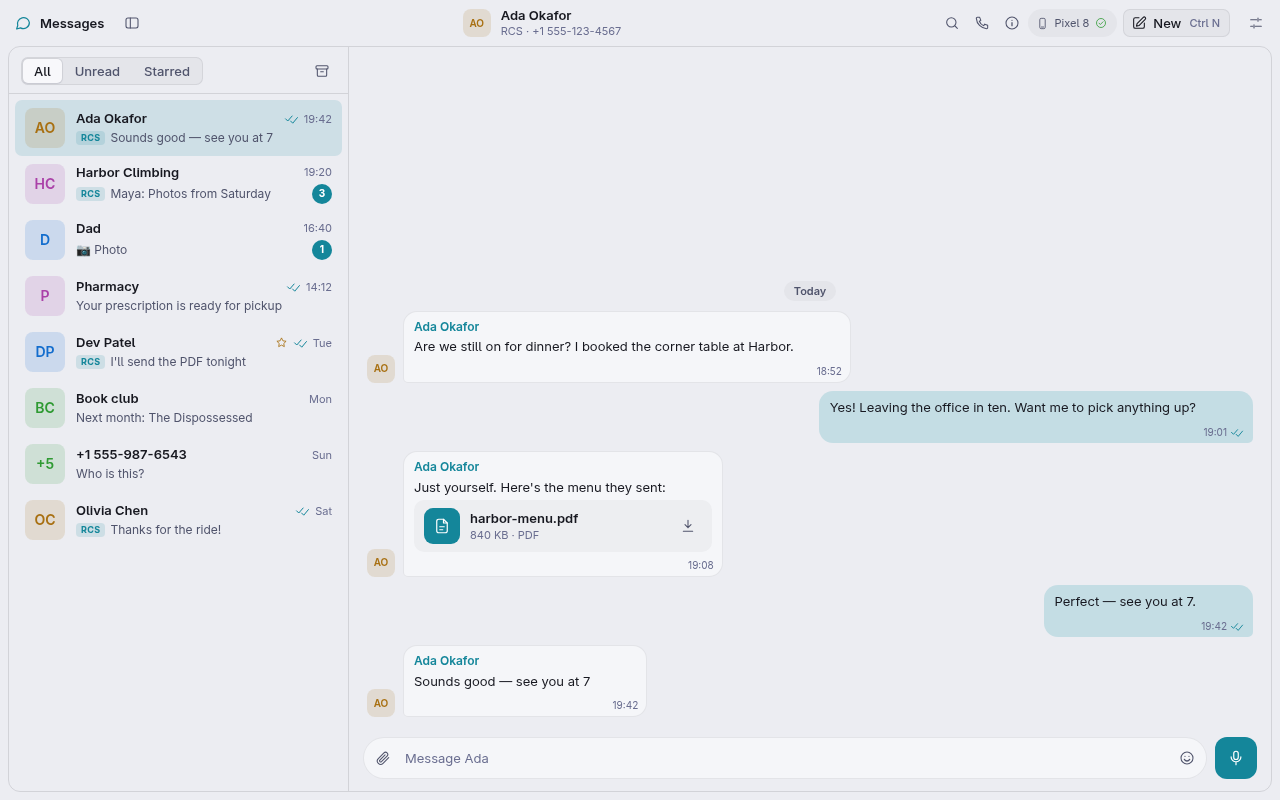 Messages
AO
Ada Okafor
RCS · +1 555-123-4567
Pixel 8
New Ctrl N
All Unread Starred
AO
Ada Okafor 19:42
RCS Sounds good — see you at 7
HC
Harbor Climbing 19:20
RCS Maya: Photos from Saturday 3
D
Dad 16:40
📷 Photo 1
P
Pharmacy 14:12
Your prescription is ready for pickup
DP
Dev Patel Tue
RCS I'll send the PDF tonight
BC
Book club Mon
Next month: The Dispossessed
+5
+1 555-987-6543 Sun
Who is this?
OC
Olivia Chen Sat
RCS Thanks for the ride!
Today
Ada Okafor
Are we still on for dinner? I booked the corner table at Harbor.
AO
18:52
Yes! Leaving the office in ten. Want me to pick anything up?
19:01
Ada Okafor
Just yourself. Here's the menu they sent:
harbor-menu.pdf
840 KB · PDF
AO
19:08
Perfect — see you at 7.
19:42
Ada Okafor
Sounds good — see you at 7
AO
19:42
Message Ada